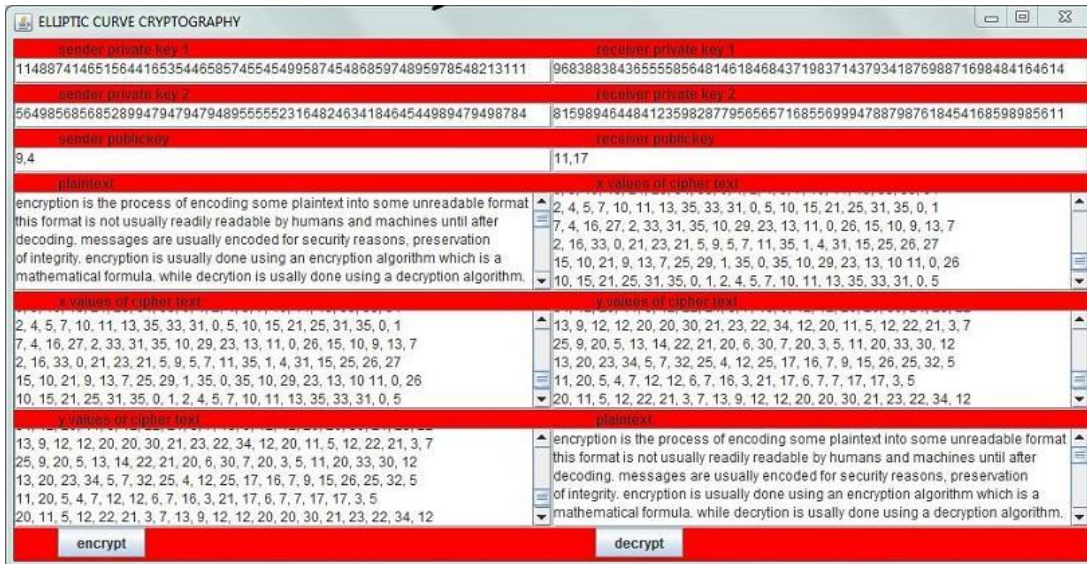 ELLIPTIC CURVE CRYPTOGRAPHY
sender private key 1
114887414651564416535446585745545499587454868597489597854821311​1
receiver private key 1
968388384365555856481461846843719837143793418769887169848416461​4
sender private key 2
564985685685289947947947948955555231648246341846454498947949878​4
receiver private key 2
81598946448412359828779565657168556999478879876184541685989856​11
sender publickey
9,4
receiver publickey
11,17
plaintext
encryption is the process of encoding some plaintext into some unreadable format
this format is not usually readily readable by humans and machines until after
decoding. messages are usually encoded for security reasons, preservation
of integrity. encryption is usually done using an encryption algorithm which is a
mathematical formula. while decrytion is usally done using a decryption algorithm.
x values of cipher text
2, 4, 5, 7, 10, 11, 13, 35, 33, 31, 0, 5, 10, 15, 21, 25, 31, 35, 0, 1
7, 4, 16, 27, 2, 33, 31, 35, 10, 29, 23, 13, 11, 0, 26, 15, 10, 9, 13, 7
2, 16, 33, 0, 21, 23, 21, 5, 9, 5, 7, 11, 35, 1, 4, 31, 15, 25, 26, 27
15, 10, 21, 9, 13, 7, 25, 29, 1, 35, 0, 35, 10, 29, 23, 13, 10 11, 0, 26
10, 15, 21, 25, 31, 35, 0, 1, 2, 4, 5, 7, 10, 11, 13, 35, 33, 31, 0, 5
x values of cipher text
2, 4, 5, 7, 10, 11, 13, 35, 33, 31, 0, 5, 10, 15, 21, 25, 31, 35, 0, 1
7, 4, 16, 27, 2, 33, 31, 35, 10, 29, 23, 13, 11, 0, 26, 15, 10, 9, 13, 7
2, 16, 33, 0, 21, 23, 21, 5, 9, 5, 7, 11, 35, 1, 4, 31, 15, 25, 26, 27
15, 10, 21, 9, 13, 7, 25, 29, 1, 35, 0, 35, 10, 29, 23, 13, 10 11, 0, 26
10, 15, 21, 25, 31, 35, 0, 1, 2, 4, 5, 7, 10, 11, 13, 35, 33, 31, 0, 5
y values of cipher text
13, 9, 12, 12, 20, 20, 30, 21, 23, 22, 34, 12, 20, 11, 5, 12, 22, 21, 3, 7
25, 9, 20, 5, 13, 14, 22, 21, 20, 6, 30, 7, 20, 3, 5, 11, 20, 33, 30, 12
13, 20, 23, 34, 5, 7, 32, 25, 4, 12, 25, 17, 16, 7, 9, 15, 26, 25, 32, 5
11, 20, 5, 4, 7, 12, 12, 6, 7, 16, 3, 21, 17, 6, 7, 7, 17, 17, 3, 5
20, 11, 5, 12, 22, 21, 3, 7, 13, 9, 12, 12, 20, 20, 30, 21, 23, 22, 34, 12
y values of cipher text
13, 9, 12, 12, 20, 20, 30, 21, 23, 22, 34, 12, 20, 11, 5, 12, 22, 21, 3, 7
25, 9, 20, 5, 13, 14, 22, 21, 20, 6, 30, 7, 20, 3, 5, 11, 20, 33, 30, 12
13, 20, 23, 34, 5, 7, 32, 25, 4, 12, 25, 17, 16, 7, 9, 15, 26, 25, 32, 5
11, 20, 5, 4, 7, 12, 12, 6, 7, 16, 3, 21, 17, 6, 7, 7, 17, 17, 3, 5
20, 11, 5, 12, 22, 21, 3, 7, 13, 9, 12, 12, 20, 20, 30, 21, 23, 22, 34, 12
plaintext
encryption is the process of encoding some plaintext into some unreadable format
this format is not usually readily readable by humans and machines until after
decoding. messages are usually encoded for security reasons, preservation
of integrity. encryption is usually done using an encryption algorithm which is a
mathematical formula. while decrytion is usally done using a decryption algorithm.
encrypt
decrypt